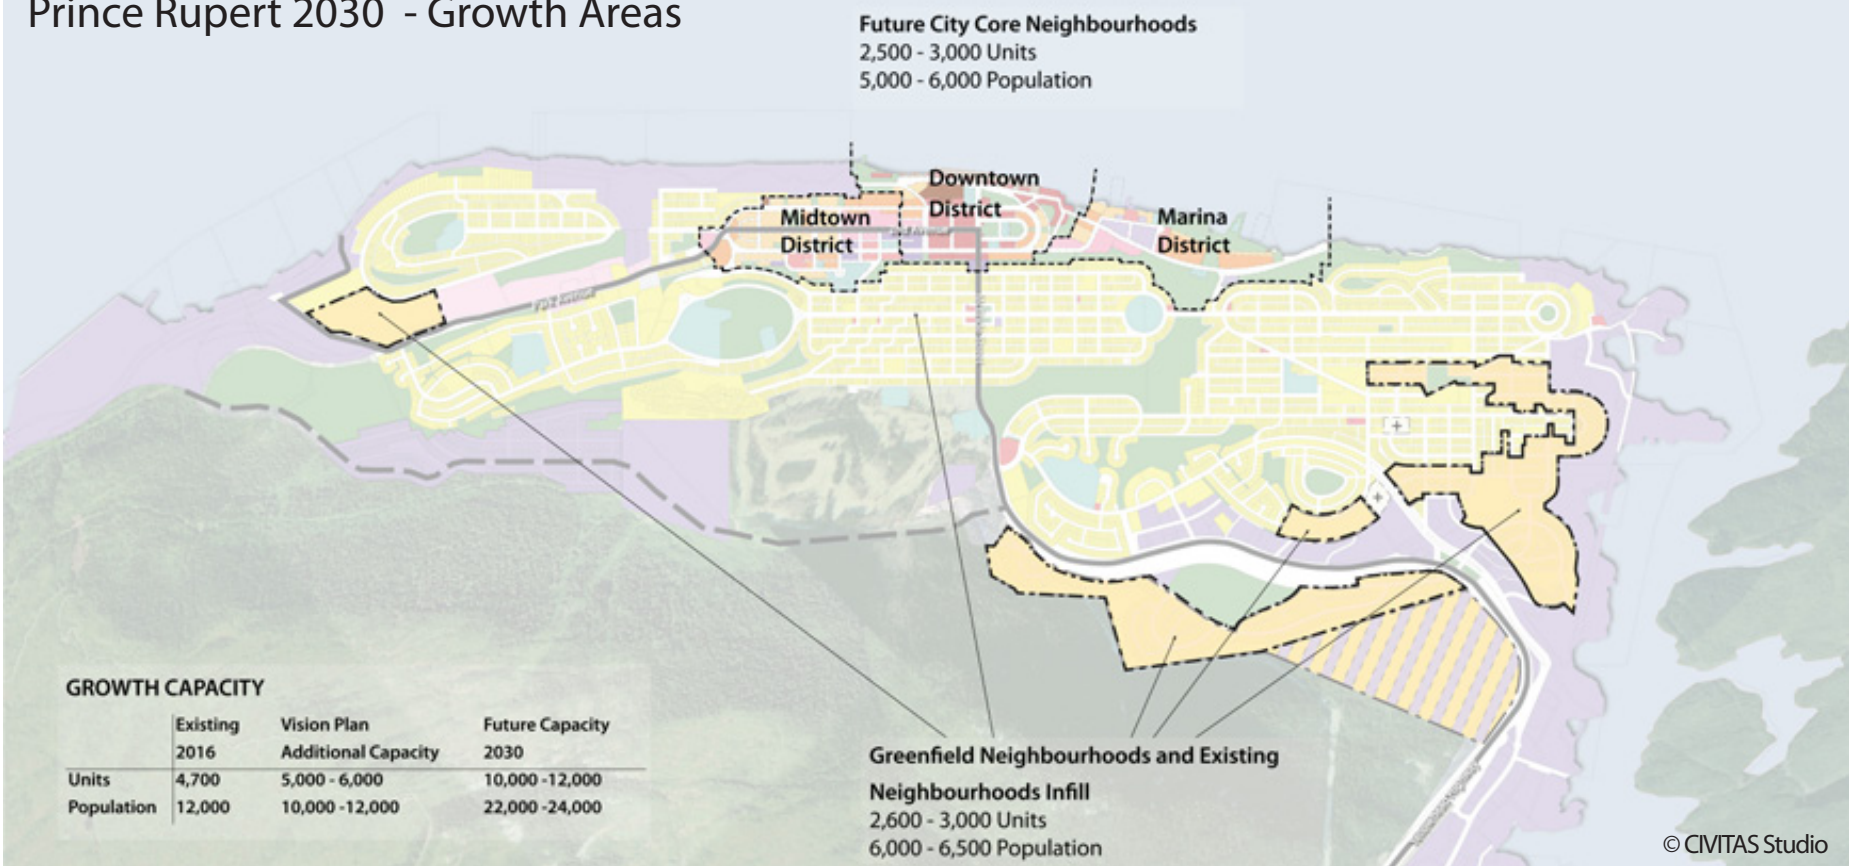 Prince Rupert 2030 - Growth Areas
Future City Core Neighbourhoods
2,500 - 3,000 Units
5,000 - 6,000 Population
Downtown
District
Midtown
District
Marina
District
Park Avenue
GROWTH CAPACITY
Existing Vision Plan Future Capacity
2016 Additional Capacity 2030
Units 4,700 5,000 - 6,000 10,000 -12,000
Population 12,000 10,000 -12,000 22,000 -24,000
Greenfield Neighbourhoods and Existing
Neighbourhoods Infill
2,600 - 3,000 Units
6,000 - 6,500 Population
© CIVITAS Studio